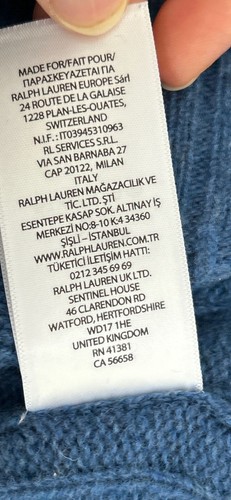 MADE FOR/FAIT POUR/
ΠΑΡΑΣΚΕΥΑΖΕΤΑΙ ΓΙΑ
RALPH LAUREN EUROPE Sàrl
24 ROUTE DE LA GALAISE
1228 PLAN-LES-OUATES,
SWITZERLAND
N.I.F.: IT03945310963
RL SERVICES S.R.L.
VIA SAN BARNABA 27
CAP 20122, MILAN
ITALY
RALPH LAUREN MAĞAZACILIK VE
TİC. LTD. ŞTİ
ESENTEPE KASAP SOK. ALTINAY İŞ
MERKEZİ NO:8-10 K:4 34360
ŞİŞLİ – İSTANBUL
WWW.RALPHLAUREN.COM.TR
TÜKETİCİ İLETİŞİM HATTI:
0212 345 69 69
RALPH LAUREN UK LTD.
SENTINEL HOUSE
46 CLARENDON RD
WATFORD, HERTFORDSHIRE
WD17 1HE
UNITED KINGDOM
RN 41381
CA 56658